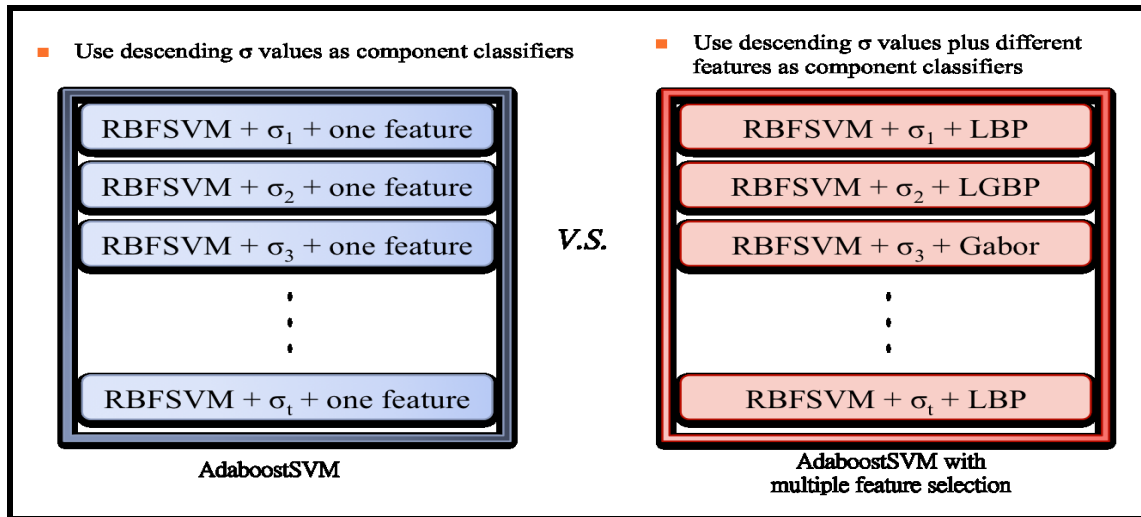 Use descending σ values as component classifiers
RBFSVM + σ₁ + one feature
RBFSVM + σ₂ + one feature
RBFSVM + σ₃ + one feature
RBFSVM + σₜ + one feature
AdaboostSVM
V.S.
Use descending σ values plus different
features as component classifiers
RBFSVM + σ₁ + LBP
RBFSVM + σ₂ + LGBP
RBFSVM + σ₃ + Gabor
RBFSVM + σₜ + LBP
AdaboostSVM with
multiple feature selection